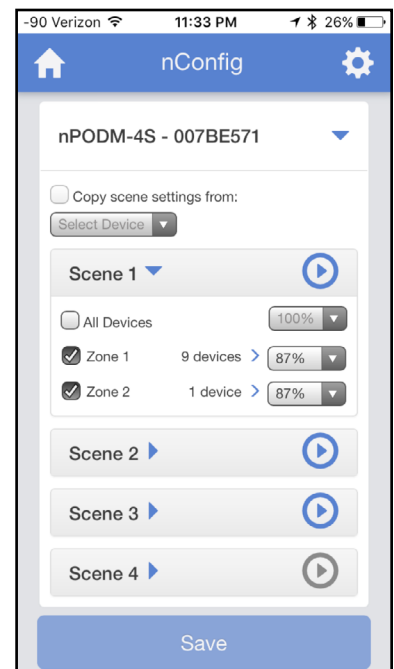 -90 Verizon 11:33 PM 26%
nConfig
nPODM-4S - 007BE571
Copy scene settings from:
Select Device
Scene 1
All Devices 100%
Zone 1 9 devices > 87%
Zone 2 1 device > 87%
Scene 2
Scene 3
Scene 4
Save